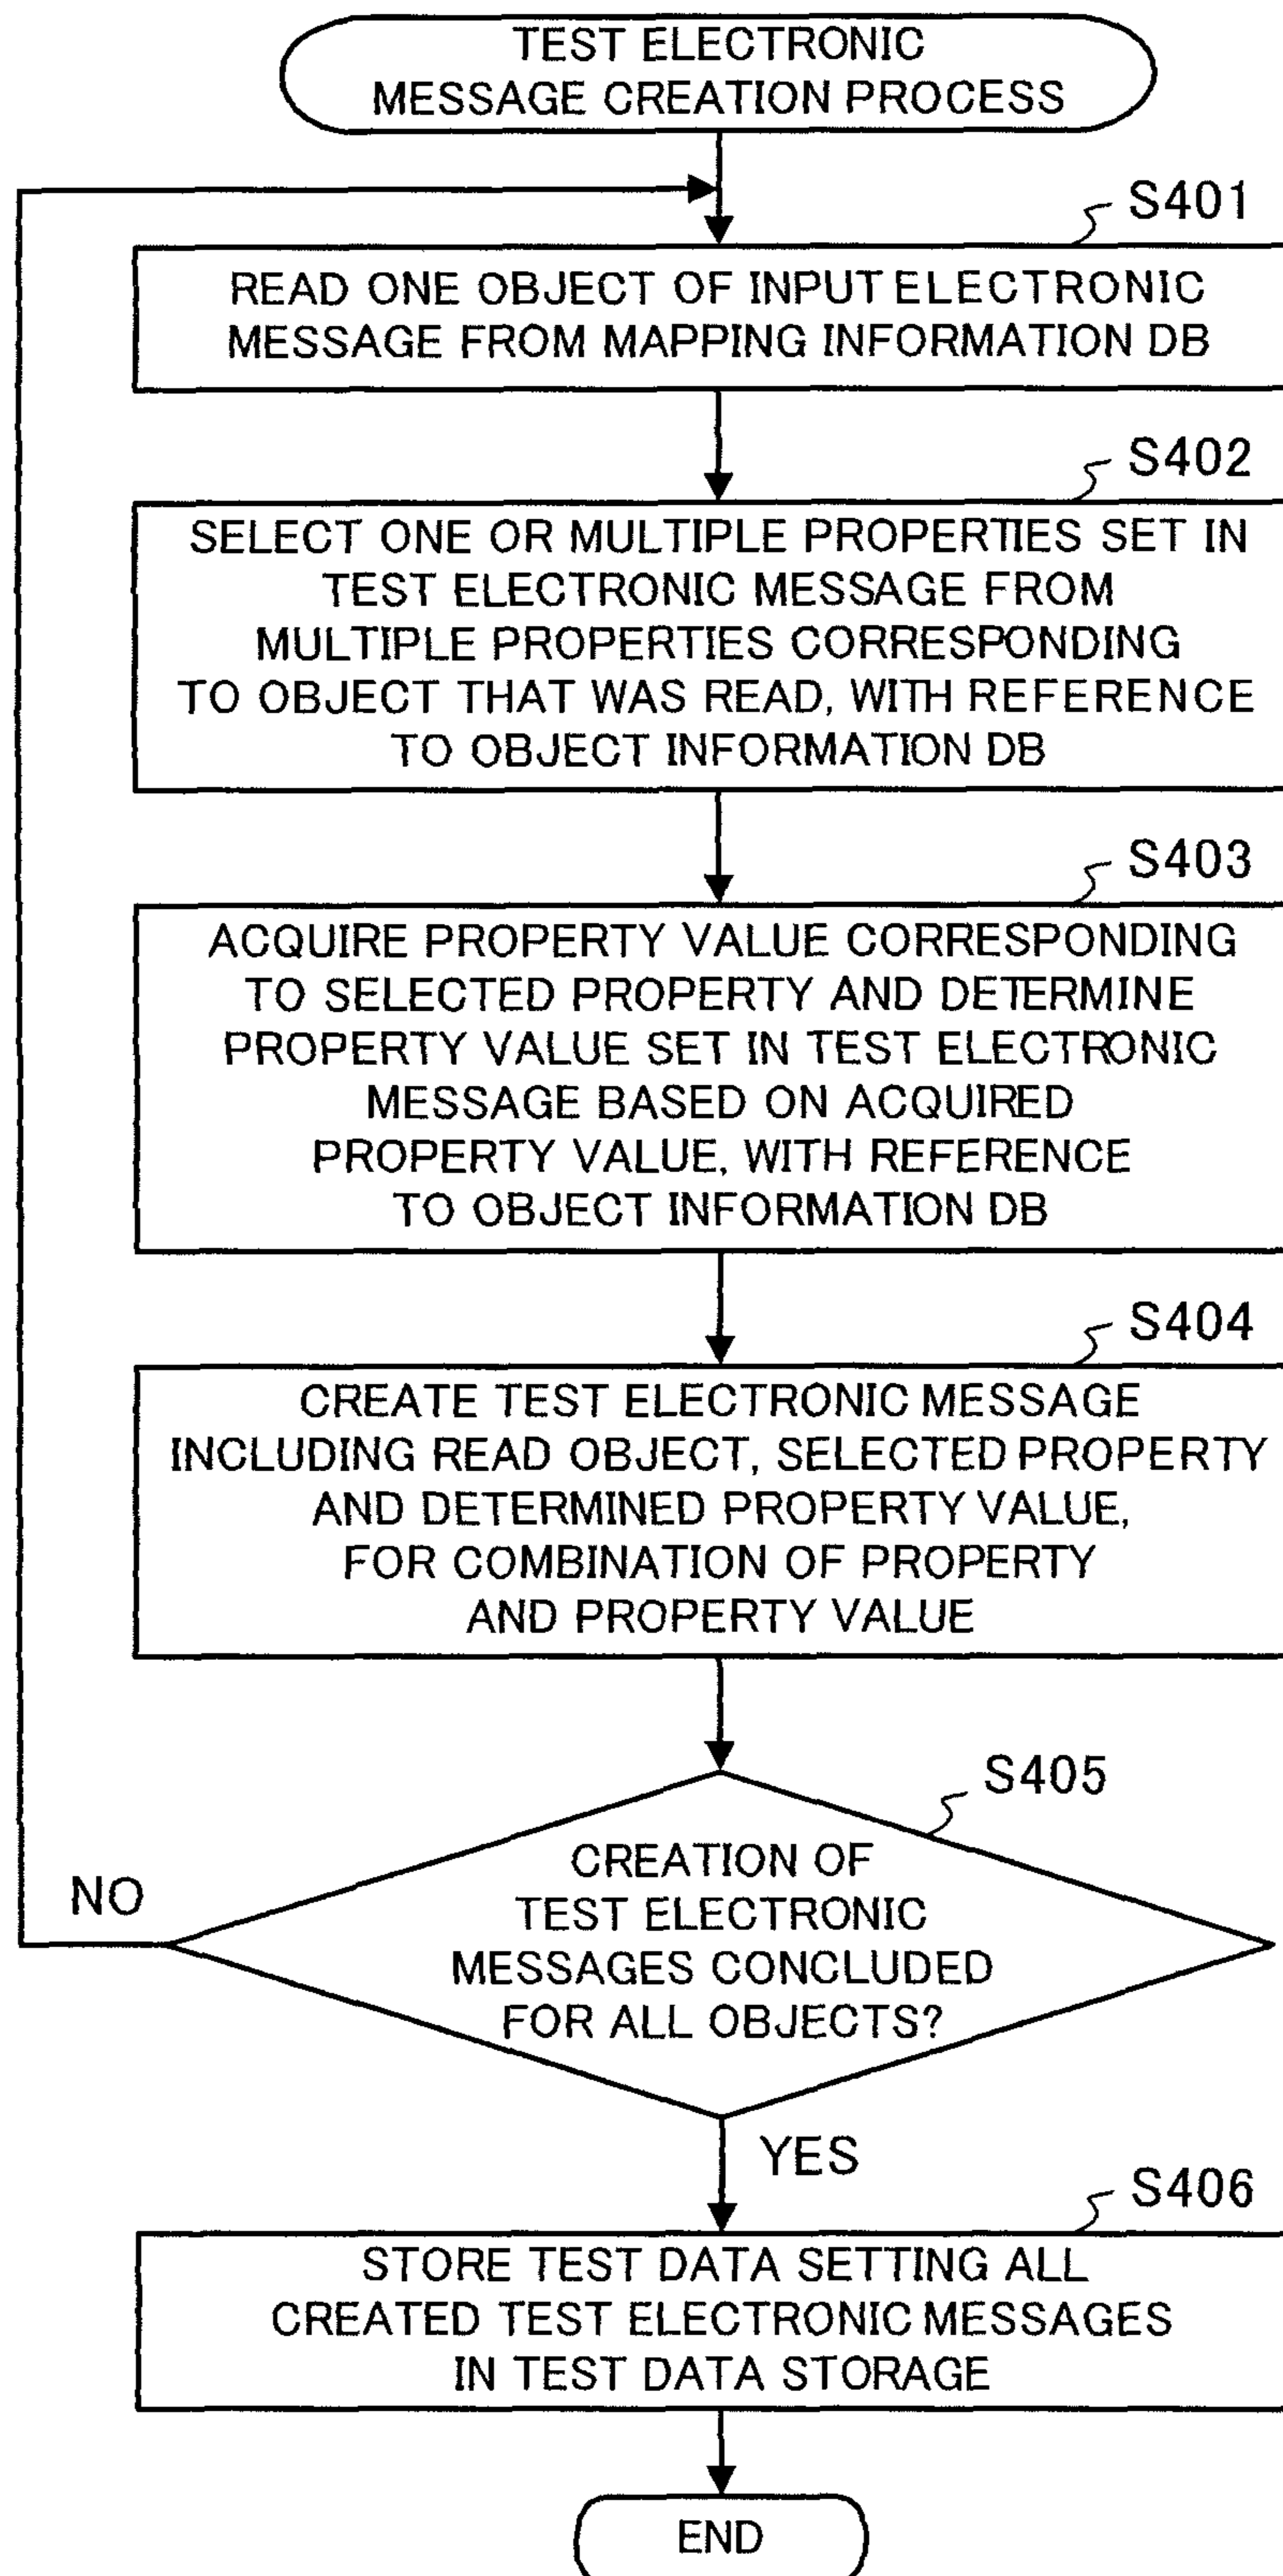 TEST ELECTRONIC
MESSAGE CREATION PROCESS
S401
READ ONE OBJECT OF INPUT ELECTRONIC
MESSAGE FROM MAPPING INFORMATION DB
S402
SELECT ONE OR MULTIPLE PROPERTIES SET IN
TEST ELECTRONIC MESSAGE FROM
MULTIPLE PROPERTIES CORRESPONDING
TO OBJECT THAT WAS READ, WITH REFERENCE
TO OBJECT INFORMATION DB
S403
ACQUIRE PROPERTY VALUE CORRESPONDING
TO SELECTED PROPERTY AND DETERMINE
PROPERTY VALUE SET IN TEST ELECTRONIC
MESSAGE BASED ON ACQUIRED
PROPERTY VALUE, WITH REFERENCE
TO OBJECT INFORMATION DB
S404
CREATE TEST ELECTRONIC MESSAGE
INCLUDING READ OBJECT, SELECTED PROPERTY
AND DETERMINED PROPERTY VALUE,
FOR COMBINATION OF PROPERTY
AND PROPERTY VALUE
S405
CREATION OF
TEST ELECTRONIC
MESSAGES CONCLUDED
FOR ALL OBJECTS?
NO
YES
S406
STORE TEST DATA SETTING ALL
CREATED TEST ELECTRONIC MESSAGES
IN TEST DATA STORAGE
END